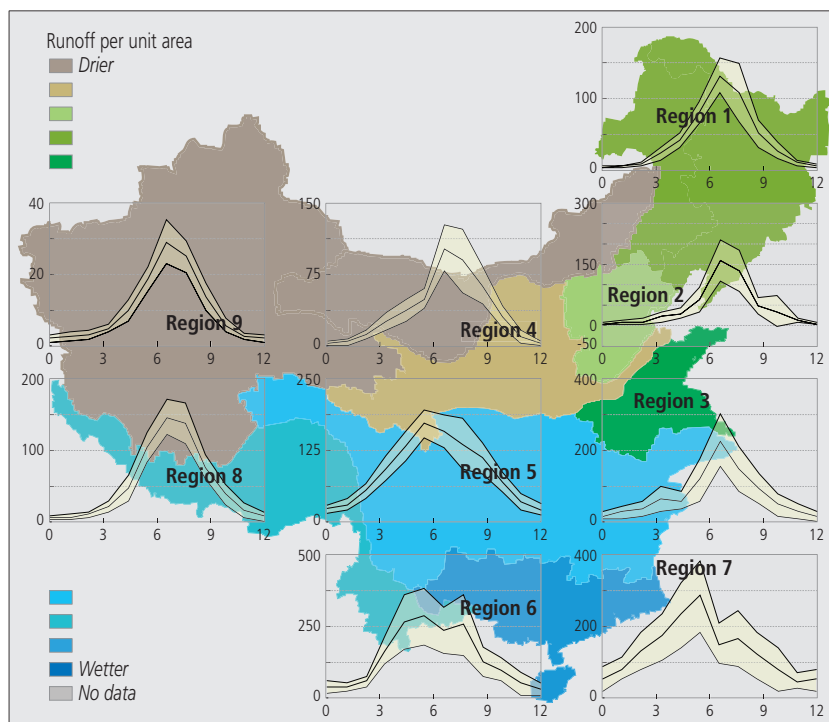 Runoff per unit area
Drier
200
150
100
50
0
Region 1
0 3 6 9 12
40
20
0
Region 9
0 3 6 9 12
150
75
0
Region 4
0 3 6 9 12
300
150
0
-50
Region 2
0 3 6 9 12
200
100
0
Region 8
0 3 6 9 12
250
125
0
Region 5
0 3 6 9 12
400
200
0
Region 3
0 3 6 9 12
Wetter
No data
500
250
0
Region 6
0 3 6 9 12
400
200
0
Region 7
0 3 6 9 12